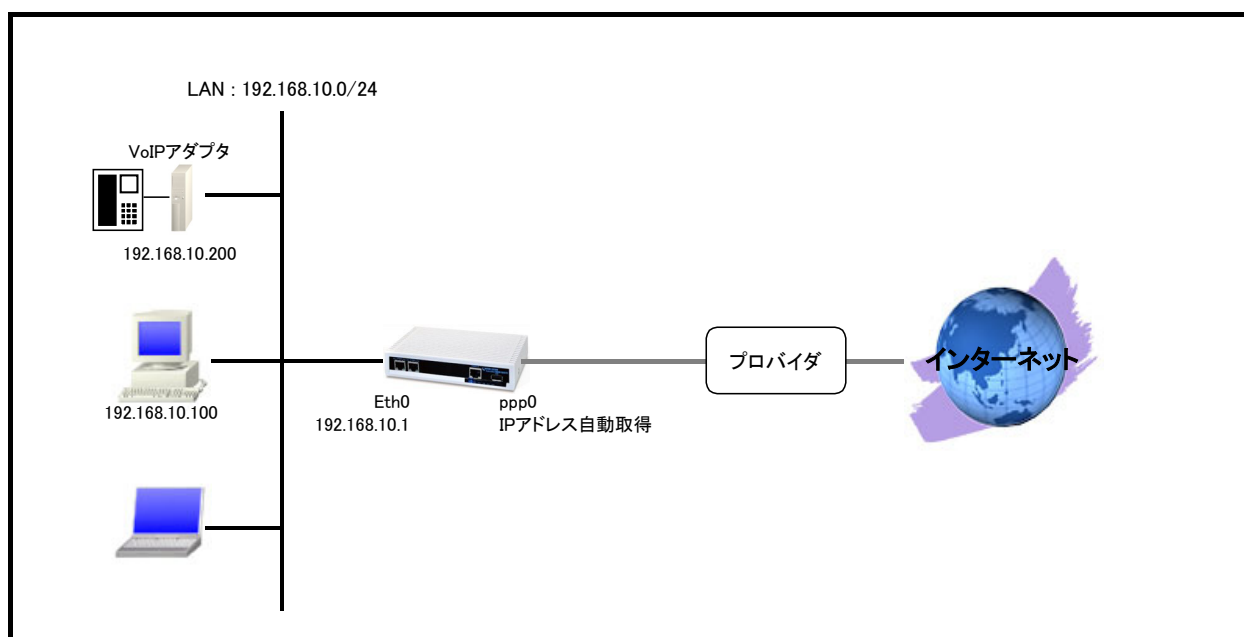 LAN : 192.168.10.0/24
VoIPアダプタ
192.168.10.200
192.168.10.100
Eth0
192.168.10.1
ppp0
IPアドレス自動取得
プロバイダ
インターネット